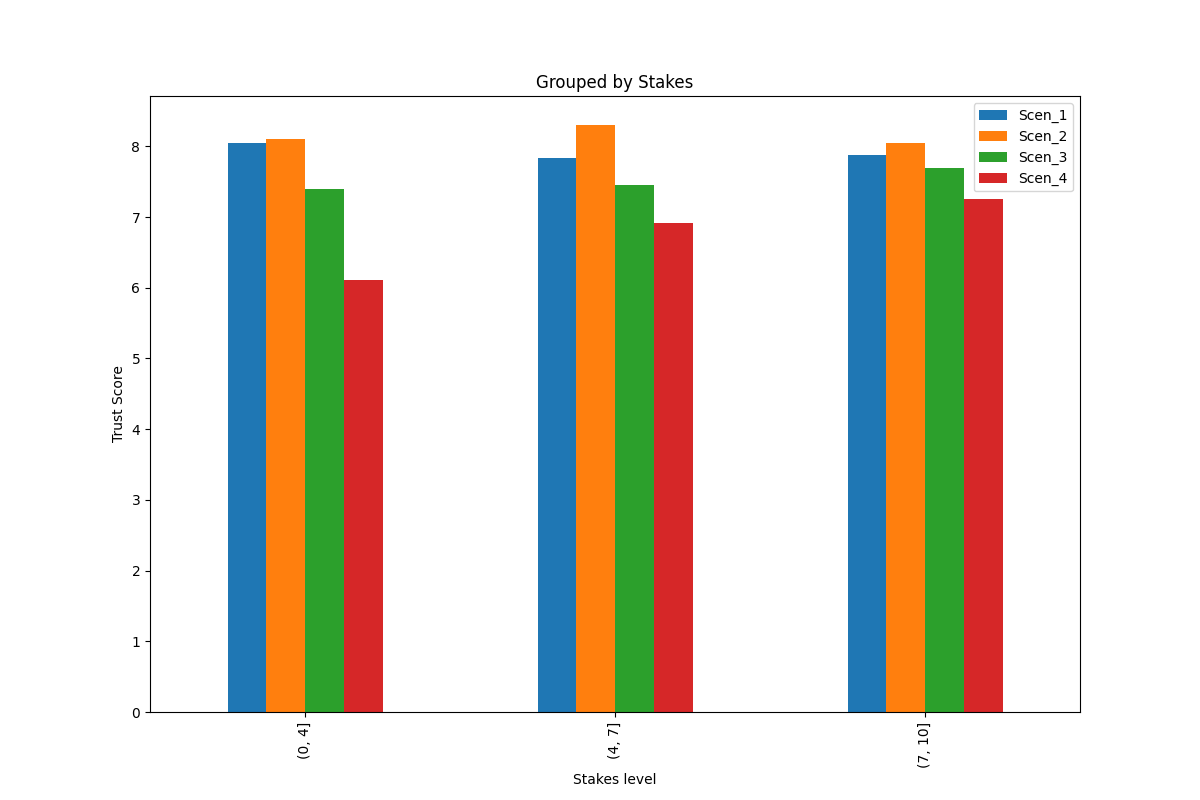 Grouped by Stakes
Scen_1
Scen_2
Scen_3
Scen_4
8
7
6
5
4
3
2
1
0
Trust Score
(0, 4]
(4, 7]
(7, 10]
Stakes level